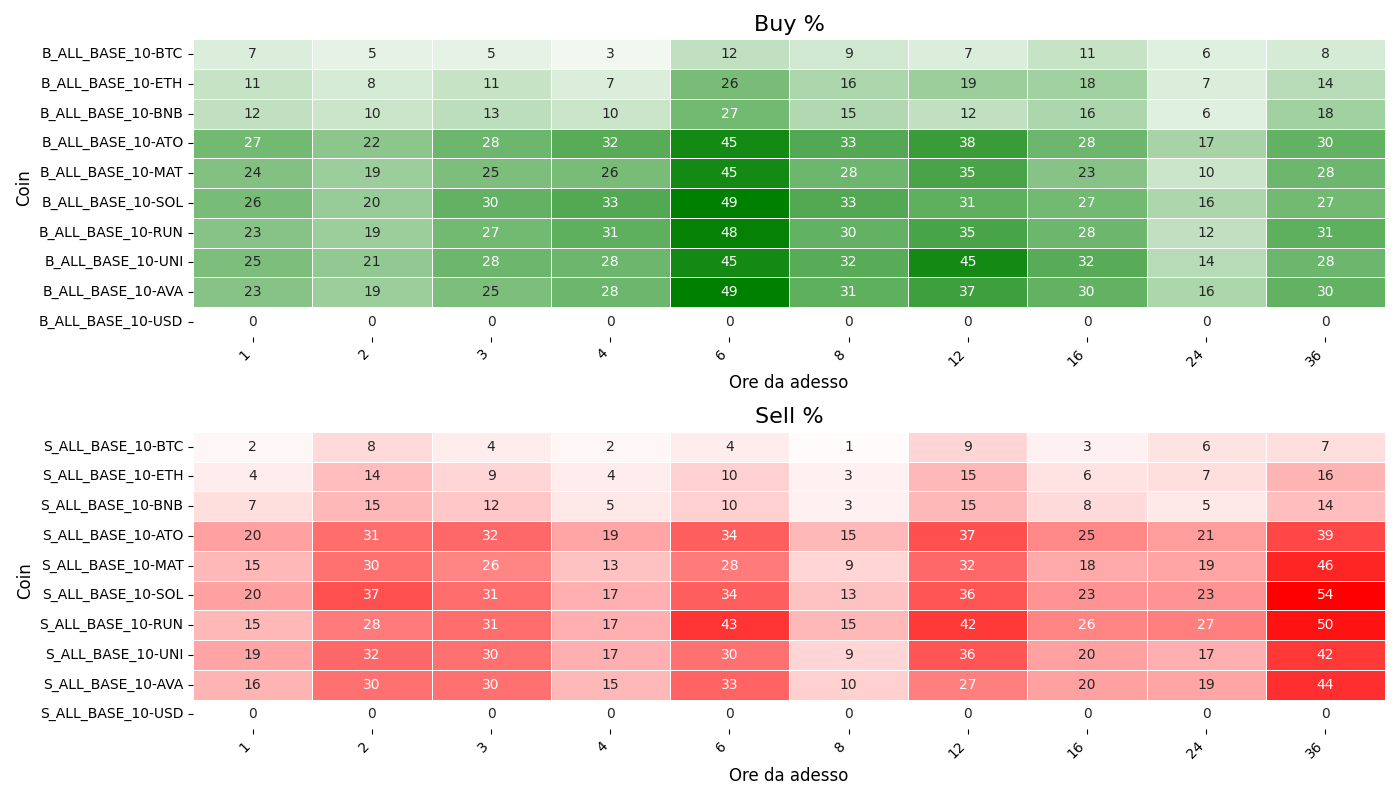 Buy %
Coin
B_ALL_BASE_10-BTC 7 5 5 3 12 9 7 11 6 8
B_ALL_BASE_10-ETH 11 8 11 7 26 16 19 18 7 14
B_ALL_BASE_10-BNB 12 10 13 10 27 15 12 16 6 18
B_ALL_BASE_10-ATO 27 22 28 32 45 33 38 28 17 30
B_ALL_BASE_10-MAT 24 19 25 26 45 28 35 23 10 28
B_ALL_BASE_10-SOL 26 20 30 33 49 33 31 27 16 27
B_ALL_BASE_10-RUN 23 19 27 31 48 30 35 28 12 31
B_ALL_BASE_10-UNI 25 21 28 28 45 32 45 32 14 28
B_ALL_BASE_10-AVA 23 19 25 28 49 31 37 30 16 30
B_ALL_BASE_10-USD 0 0 0 0 0 0 0 0 0 0
1 2 3 4 6 8 12 16 24 36
Ore da adesso
Sell %
Coin
S_ALL_BASE_10-BTC 2 8 4 2 4 1 9 3 6 7
S_ALL_BASE_10-ETH 4 14 9 4 10 3 15 6 7 16
S_ALL_BASE_10-BNB 7 15 12 5 10 3 15 8 5 14
S_ALL_BASE_10-ATO 20 31 32 19 34 15 37 25 21 39
S_ALL_BASE_10-MAT 15 30 26 13 28 9 32 18 19 46
S_ALL_BASE_10-SOL 20 37 31 17 34 13 36 23 23 54
S_ALL_BASE_10-RUN 15 28 31 17 43 15 42 26 27 50
S_ALL_BASE_10-UNI 19 32 30 17 30 9 36 20 17 42
S_ALL_BASE_10-AVA 16 30 30 15 33 10 27 20 19 44
S_ALL_BASE_10-USD 0 0 0 0 0 0 0 0 0 0
1 2 3 4 6 8 12 16 24 36
Ore da adesso